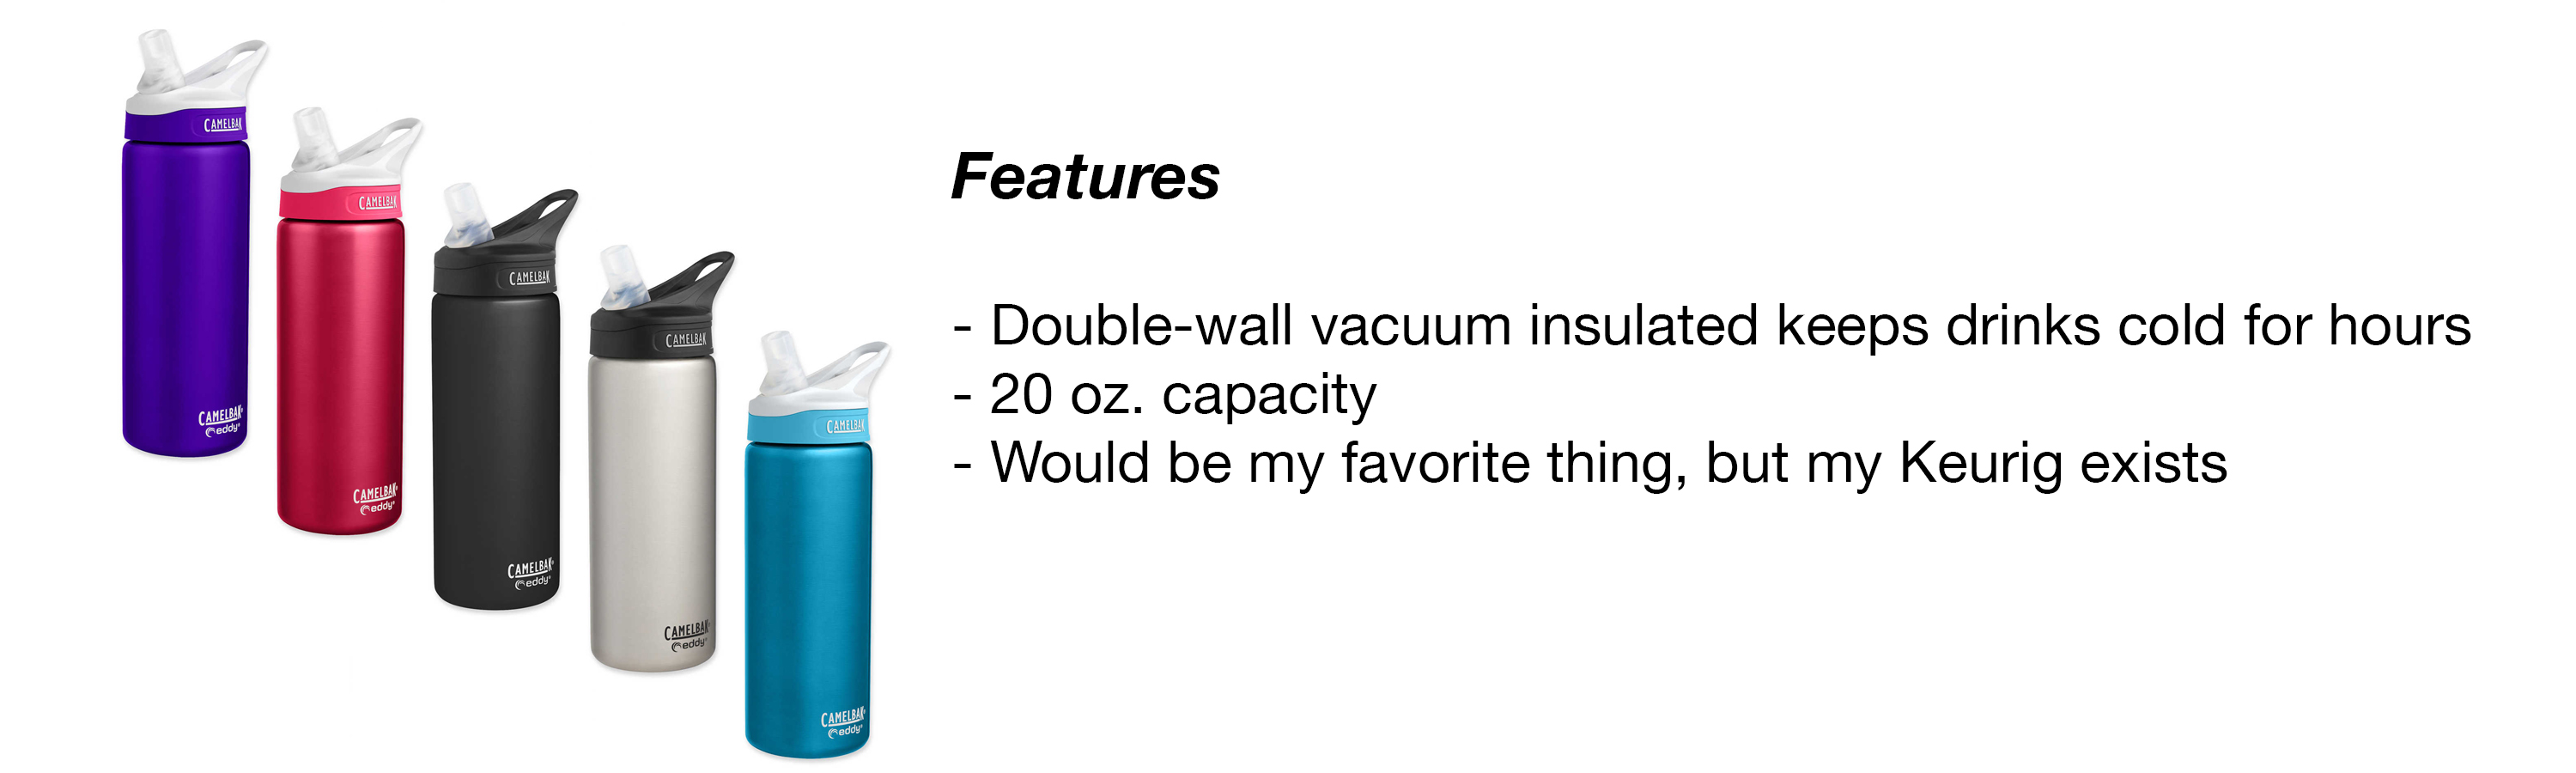 CAMELBAK
CAMELBAK
eddy
CAMELBAK
CAMELBAK
eddy
CAMELBAK
CAMELBAK
eddy
CAMELBAK
CAMELBAK
eddy
CAMELBAK
CAMELBAK
eddy
Features
- Double-wall vacuum insulated keeps drinks cold for hours
- 20 oz. capacity
- Would be my favorite thing, but my Keurig exists